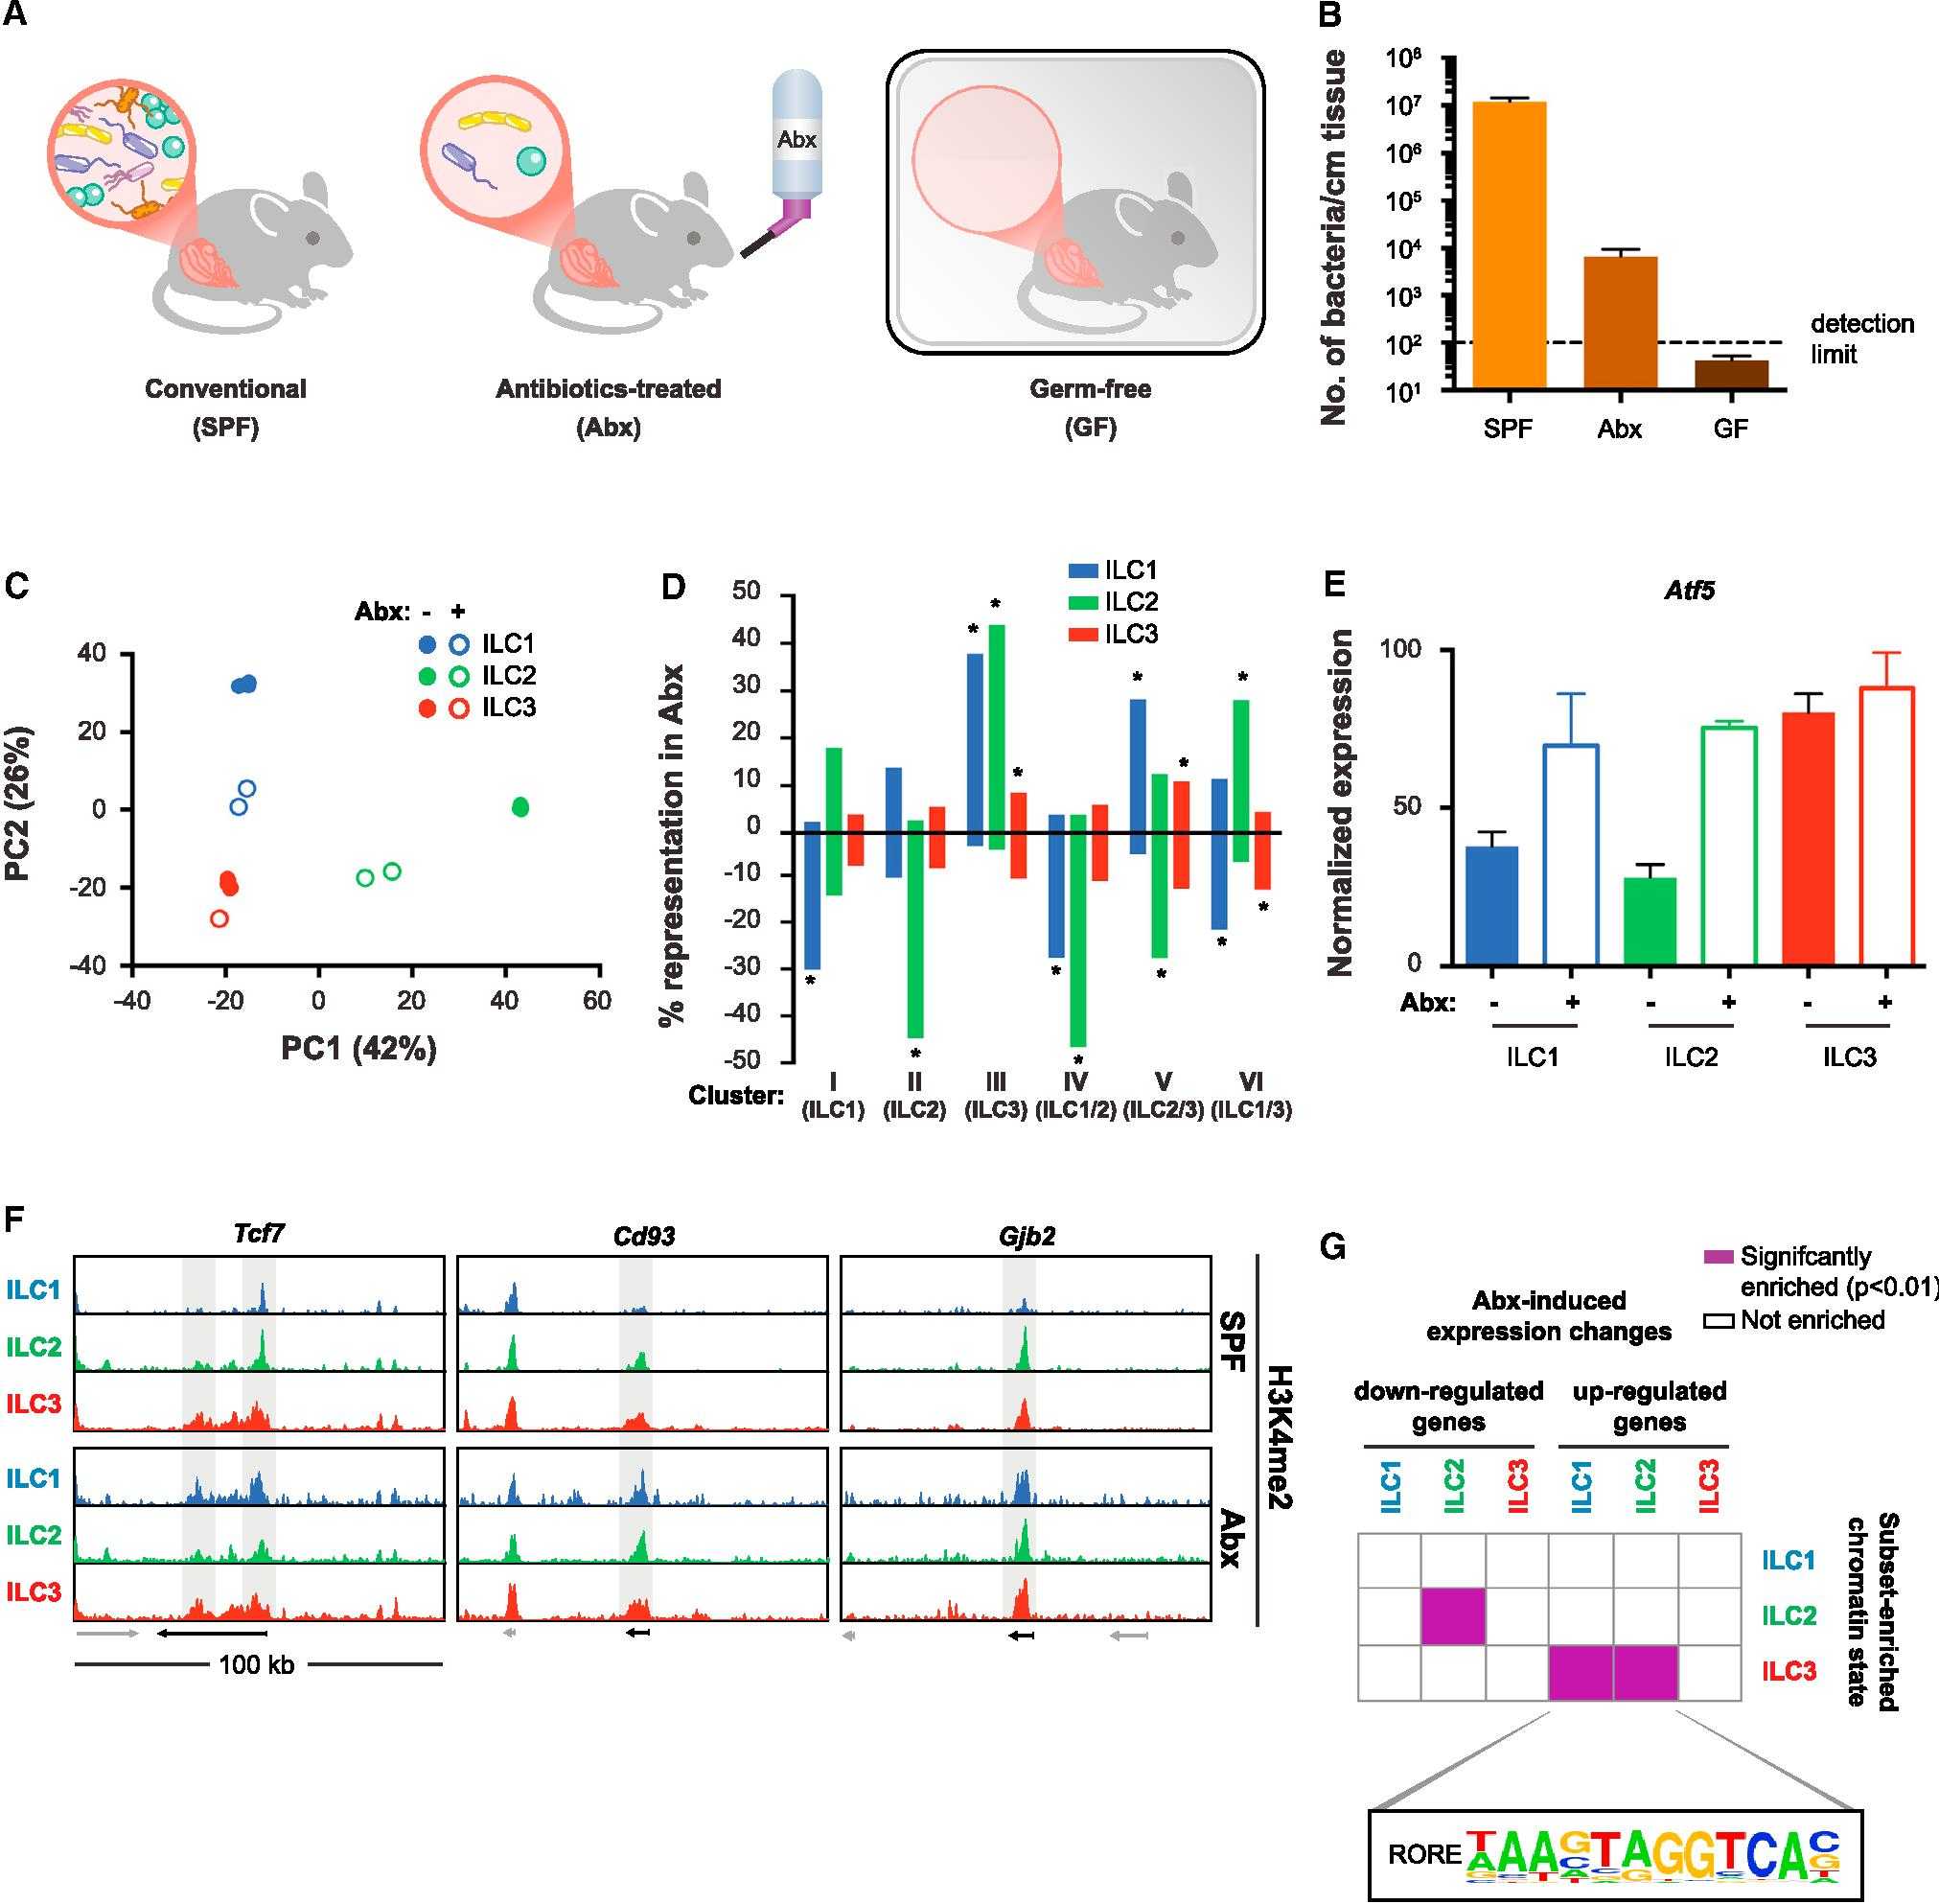 A
Abx
Conventional
(SPF)
Antibiotics-treated
(Abx)
Germ-free
(GF)
B
No. of bacteria/cm tissue
10⁸
10⁷
10⁶
10⁵
10⁴
10³
10²
10¹
detection
limit
SPF
Abx
GF
C
Abx: - +
ILC1
ILC2
ILC3
PC2 (26%)
40
20
0
-20
-40
-40 -20 0 20 40 60
PC1 (42%)
D
ILC1
ILC2
ILC3
% representation in Abx
50
40
30
20
10
0
-10
-20
-30
-40
-50
* * * * * * * * * * * * *
Cluster:
I II III IV V VI
(ILC1) (ILC2) (ILC3) (ILC1/2) (ILC2/3) (ILC1/3)
E
Atf5
Normalized expression
100
50
0
Abx: - + - + - +
ILC1 ILC2 ILC3
F
Tcf7 Cd93 Gjb2
ILC1
ILC2
ILC3
SPF
ILC1
ILC2
ILC3
Abx
H3K4me2
100 kb
G
Signifcantly
enriched (p<0.01)
Not enriched
Abx-induced
expression changes
down-regulated
genes
up-regulated
genes
ILC1 ILC2 ILC3 ILC1 ILC2 ILC3
ILC1
ILC2
ILC3
Subset-enriched
chromatin state
RORE TAAGTAGGTCAC